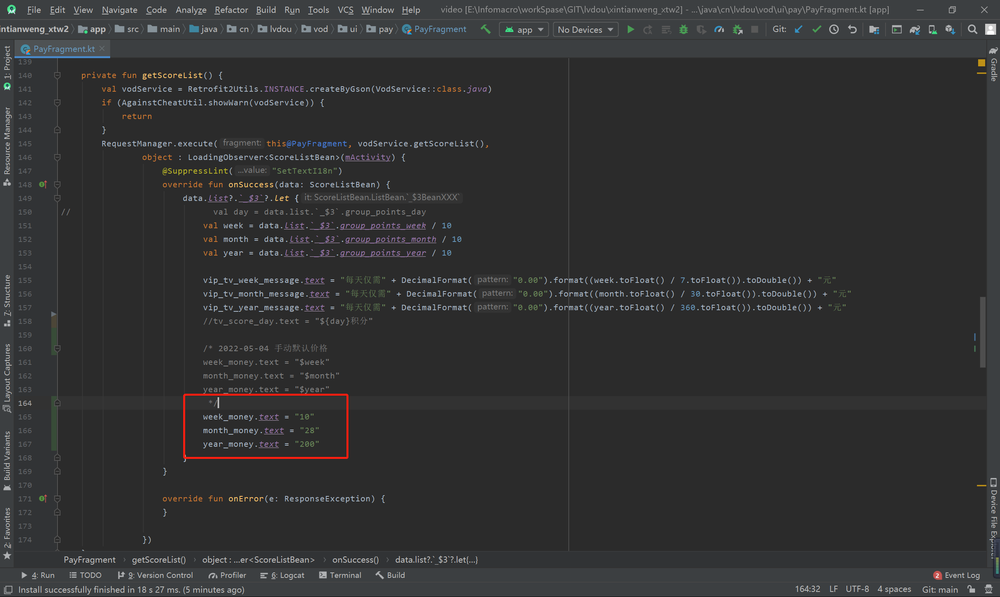 File Edit View Navigate Code Analyze Refactor Build Run Tools VCS Window Help video [E:\Infomacro\workSpase\GIT\lvdou\xintianweng_xtw2] - ...\java\cn\lvdou\vod\ui\pay\PayFragment.kt [app]
intianweng_xtw2 app src main java cn lvdou vod ui pay PayFragment app No Devices Git:
PayFragment.kt
1: Project
Resource Manager
7: Structure
Layout Captures
Build Variants
2: Favorites
139
140 private fun getScoreList() {
141 val vodService = Retrofit2Utils.INSTANCE.createByGson(VodService::class.java)
142 if (AgainstCheatUtil.showWarn(vodService)) {
143 return
144 }
145 RequestManager.execute( fragment: this@PayFragment, vodService.getScoreList(),
146 object : LoadingObserver<ScoreListBean>(mActivity) {
147 @SuppressLint( ...value: "SetTextI18n")
148 override fun onSuccess(data: ScoreListBean) {
149 data.list?.`_$3`?.let { it: ScoreListBean.ListBean.`_$3BeanXXX`
150 // val day = data.list.`_$3`.group_points_day
151 val week = data.list.`_$3`.group_points_week / 10
152 val month = data.list.`_$3`.group_points_month / 10
153 val year = data.list.`_$3`.group_points_year / 10
154
155 vip_tv_week_message.text = "每天仅需" + DecimalFormat( pattern: "0.00").format((week.toFloat() / 7.toFloat()).toDouble()) + "元"
156 vip_tv_month_message.text = "每天仅需" + DecimalFormat( pattern: "0.00").format((month.toFloat() / 30.toFloat()).toDouble()) + "元"
157 vip_tv_year_message.text = "每天仅需" + DecimalFormat( pattern: "0.00").format((year.toFloat() / 360.toFloat()).toDouble()) + "元"
158 //tv_score_day.text = "${day}积分"
159
160 /* 2022-05-04 手动默认价格
161 week_money.text = "$week"
162 month_money.text = "$month"
163 year_money.text = "$year"
164 */
165 week_money.text = "10"
166 month_money.text = "28"
167 year_money.text = "200"
168 }
169 }
170
171 override fun onError(e: ResponseException) {
172 }
173
174 })
Gradle
Device File Explorer
PayFragment › getScoreList() › object : ...er<ScoreListBean> › onSuccess() › data.list?.`_$3`?.let{...}
4: Run TODO 9: Version Control Profiler 6: Logcat Terminal Build 2 Event Log
Install successfully finished in 18 s 27 ms. (5 minutes ago) 164:32 LF UTF-8 4 spaces Git: main